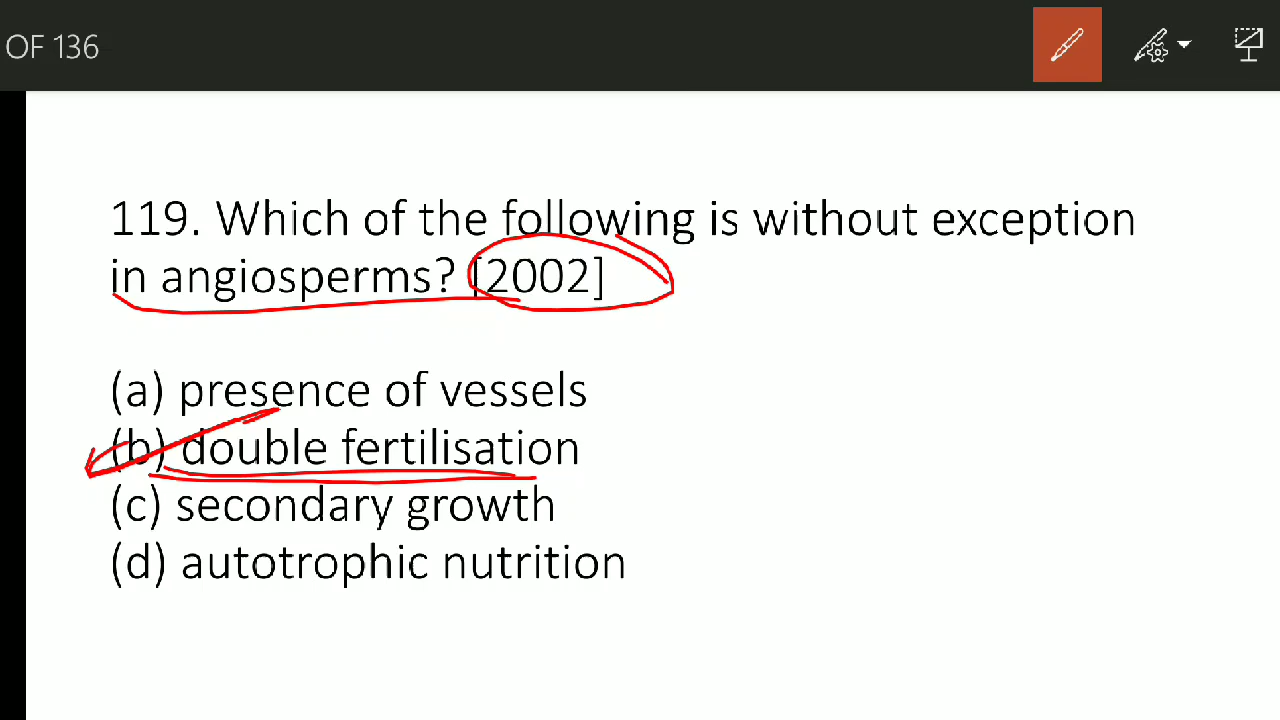 OF 136
119. Which of the following is without exception
in angiosperms? [2002]
(a) presence of vessels
(b) double fertilisation
(c) secondary growth
(d) autotrophic nutrition